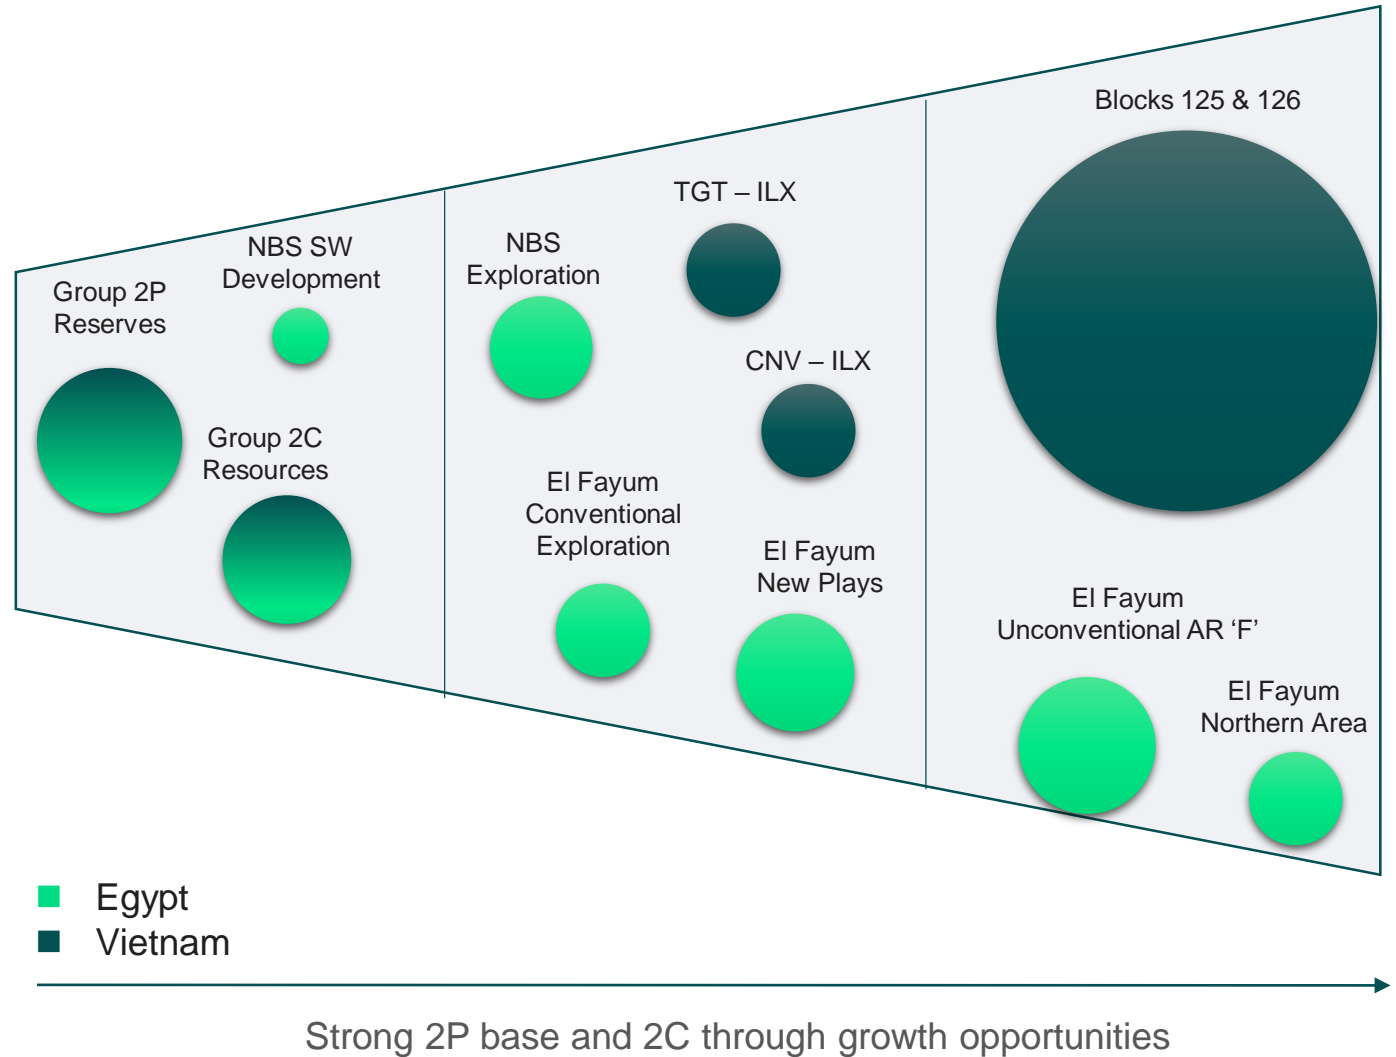 Group 2P
Reserves
NBS SW
Development
Group 2C
Resources
NBS
Exploration
TGT – ILX
CNV – ILX
El Fayum
Conventional
Exploration
El Fayum
New Plays
Blocks 125 & 126
El Fayum
Unconventional AR ‘F’
El Fayum
Northern Area
Egypt
Vietnam
Strong 2P base and 2C through growth opportunities